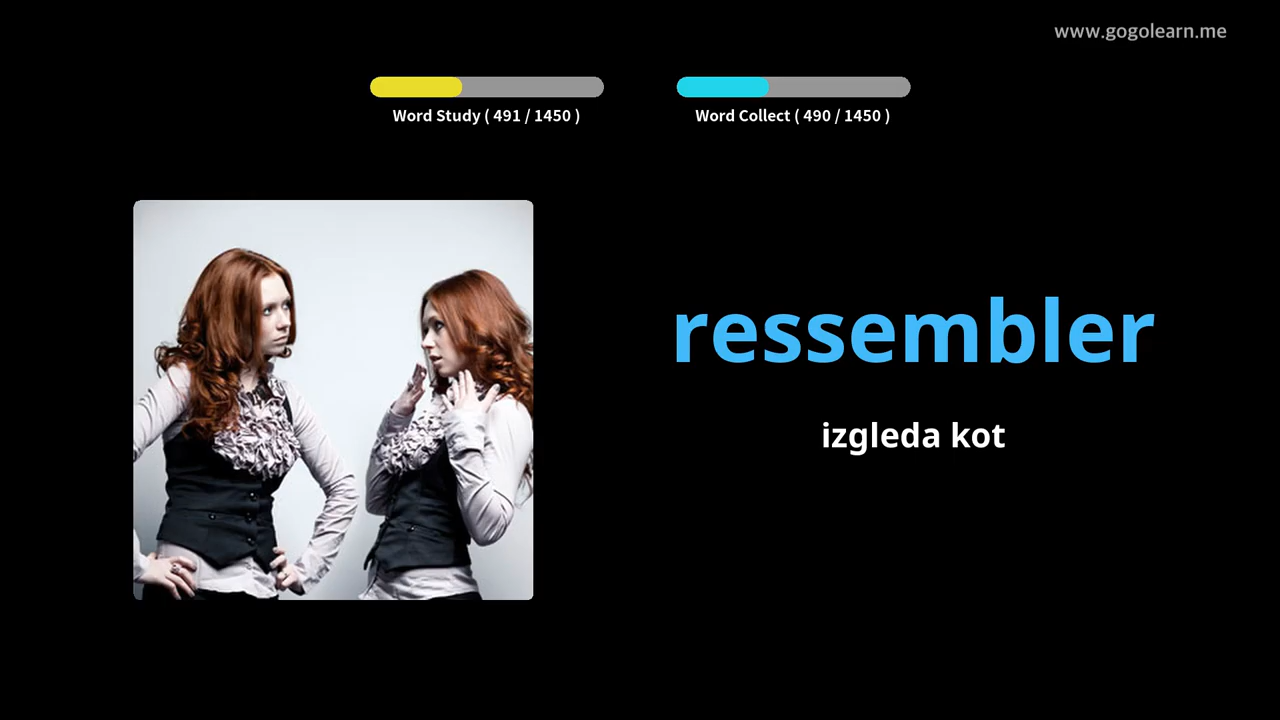 www.gogolearn.me
Word Study ( 491 / 1450 )
Word Collect ( 490 / 1450 )
ressembler
izgleda kot